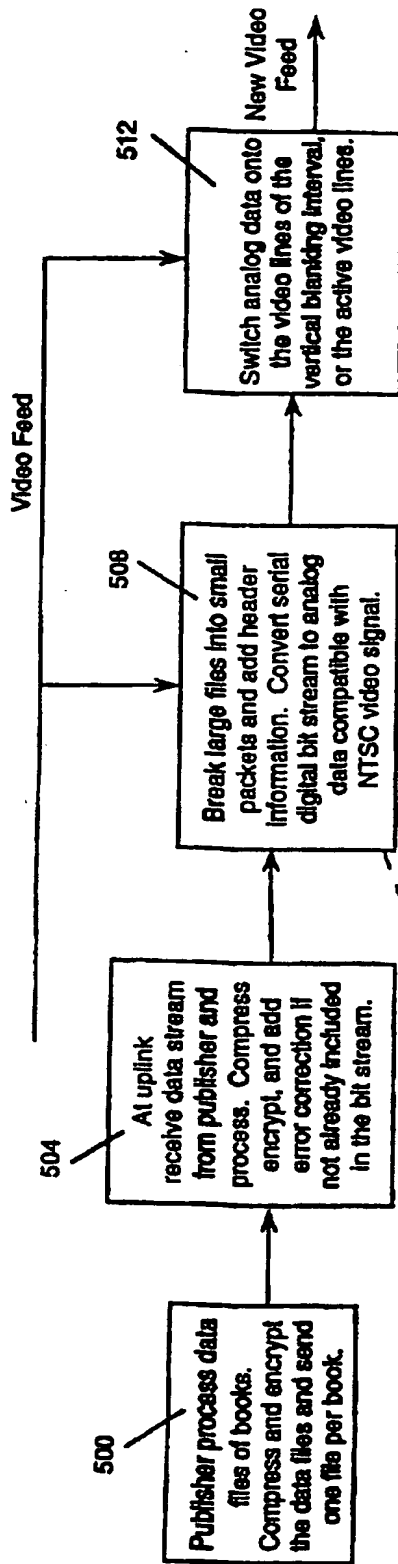 Video Feed
500
Publisher process data
files of books.
Compress and encrypt
the data files and send
one file per book.
504
At uplink
receive data stream
from publisher and
process. Compress
encrypt, and add
error correction if
not already included
in the bit stream.
508
Break large files into small
packets and add header
information. Convert serial
digital bit stream to analog
data compatible with
NTSC video signal.
512
Switch analog data onto
the video lines of the
vertical blanking interval,
or the active video lines.
New Video
Feed